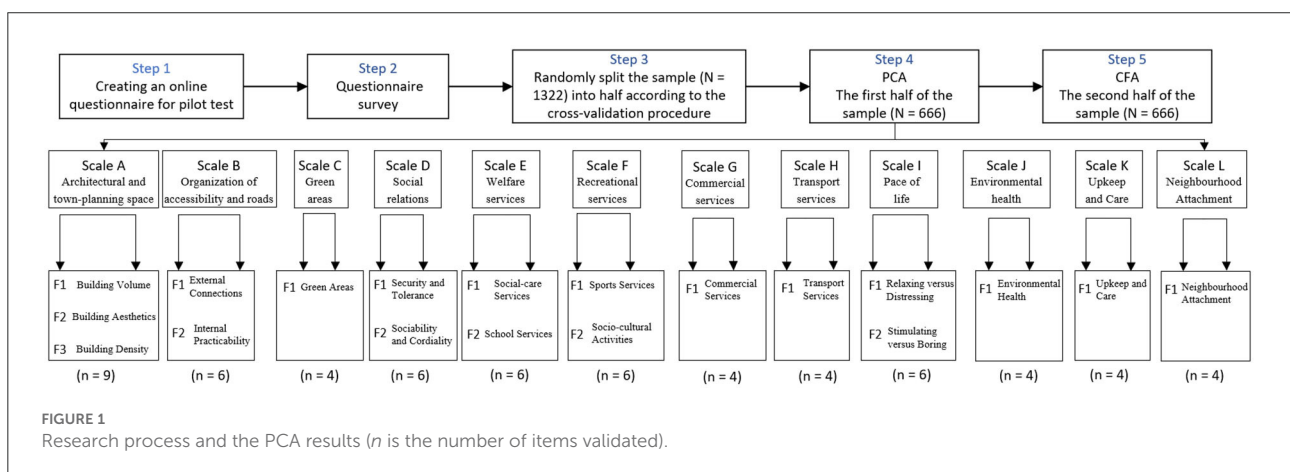 Step 1
Creating an online
questionnaire for pilot test
Step 2
Questionnaire
survey
Step 3
Randomly split the sample (N =
1322) into half according to the
cross-validation procedure
Step 4
PCA
The first half of the
sample (N = 666)
Step 5
CFA
The second half of the
sample (N = 666)
Scale A
Architectural and
town-planning space
Scale B
Organization of
accessibility and roads
Scale C
Green
areas
Scale D
Social
relations
Scale E
Welfare
services
Scale F
Recreational
services
Scale G
Commercial
services
Scale H
Transport
services
Scale I
Pace of
life
Scale J
Environmental
health
Scale K
Upkeep
and Care
Scale L
Neighbourhood
Attachment
F1 Building Volume
F2 Building Aesthetics
F3 Building Density
F1 External
Connections
F2 Internal
Practicability
F1 Green Areas
F1 Security and
Tolerance
F2 Sociability
and Cordiality
F1 Social-care
Services
F2 School Services
F1 Sports Services
F2 Socio-cultural
Activities
F1 Commercial
Services
F1 Transport
Services
F1 Relaxing versus
Distressing
F2 Stimulating
versus Boring
F1 Environmental
Health
F1 Upkeep and
Care
F1 Neighbourhood
Attachment
(n = 9)
(n = 6)
(n = 4)
(n = 6)
(n = 6)
(n = 6)
(n = 4)
(n = 4)
(n = 6)
(n = 4)
(n = 4)
(n = 4)
FIGURE 1
Research process and the PCA results (n is the number of items validated).